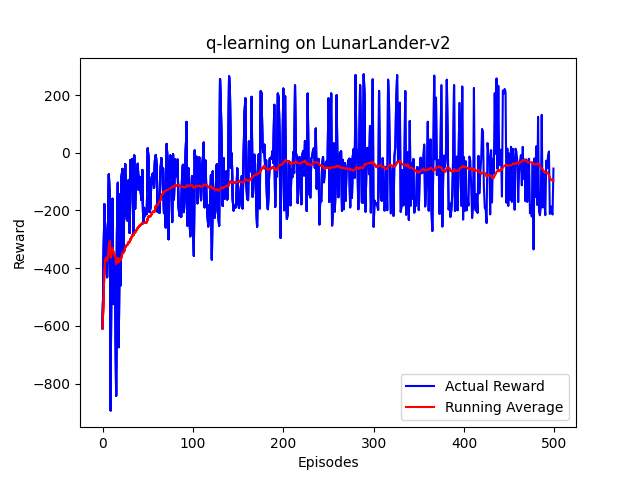 q-learning on LunarLander-v2
200
0
−200
−400
−600
−800
Reward
0 100 200 300 400 500
Episodes
Actual Reward
Running Average